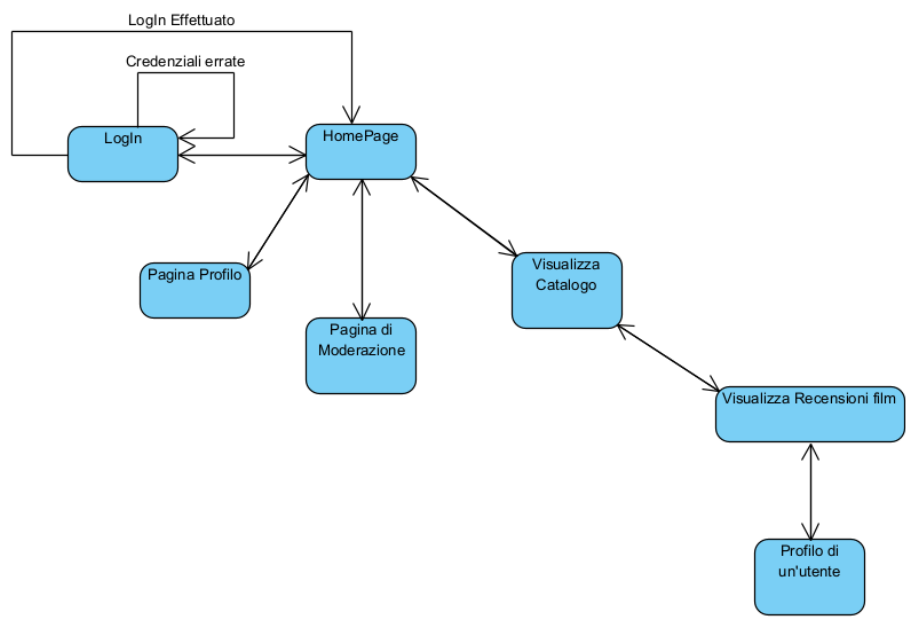 LogIn Effettuato
Credenziali errate
LogIn
HomePage
Pagina Profilo
Visualizza
Catalogo
Pagina di
Moderazione
Visualizza Recensioni film
Profilo di
un'utente